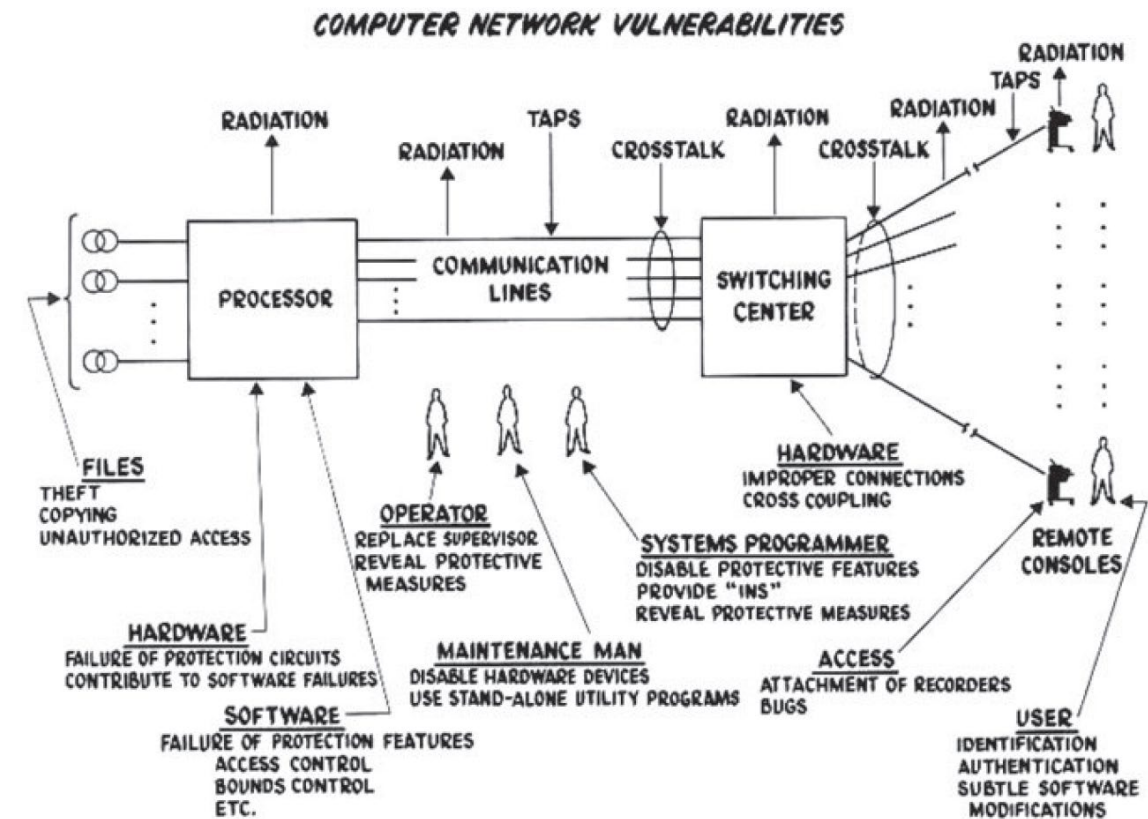 COMPUTER NETWORK VULNERABILITIES
RADIATION
TAPS
RADIATION
RADIATION
TAPS
RADIATION
RADIATION
CROSSTALK
CROSSTALK
PROCESSOR
COMMUNICATION
LINES
SWITCHING
CENTER
FILES
THEFT
COPYING
UNAUTHORIZED ACCESS
OPERATOR
REPLACE SUPERVISOR
REVEAL PROTECTIVE
MEASURES
HARDWARE
IMPROPER CONNECTIONS
CROSS COUPLING
SYSTEMS PROGRAMMER
DISABLE PROTECTIVE FEATURES
PROVIDE "INS"
REVEAL PROTECTIVE MEASURES
REMOTE
CONSOLES
HARDWARE
FAILURE OF PROTECTION CIRCUITS
CONTRIBUTE TO SOFTWARE FAILURES
MAINTENANCE MAN
DISABLE HARDWARE DEVICES
USE STAND-ALONE UTILITY PROGRAMS
ACCESS
ATTACHMENT OF RECORDERS
BUGS
SOFTWARE
FAILURE OF PROTECTION FEATURES
ACCESS CONTROL
BOUNDS CONTROL
ETC.
USER
IDENTIFICATION
AUTHENTICATION
SUBTLE SOFTWARE
MODIFICATIONS